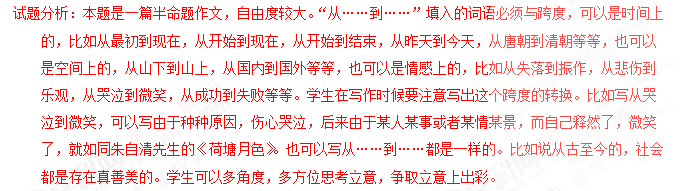 试题分析：本题是一篇半命题作文，自由度较大。“从……到……”填入的词语必须与跨度，可以是时间上
的，比如从最初到现在，从开始到现在，从开始到结束，从昨天到今天，从唐朝到清朝等等，也可以
是空间上的，从山下到山上，从国内到国外等等，也可以是情感上的，比如从失落到振作，从悲伤到
乐观，从哭泣到微笑，从成功到失败等等。学生在写作时候要注意写出这个跨度的转换。比如写从哭
泣到微笑，可以写由于种种原因，伤心哭泣，后来由于某人某事或者某情某景，而自己释然了，微笑
了，就如同朱自清先生的《荷塘月色》。也可以写从……到……都是一样的。比如说从古至今的，社会
都是存在真善美的。学生可以多角度，多方位思考立意，争取立意上出彩。